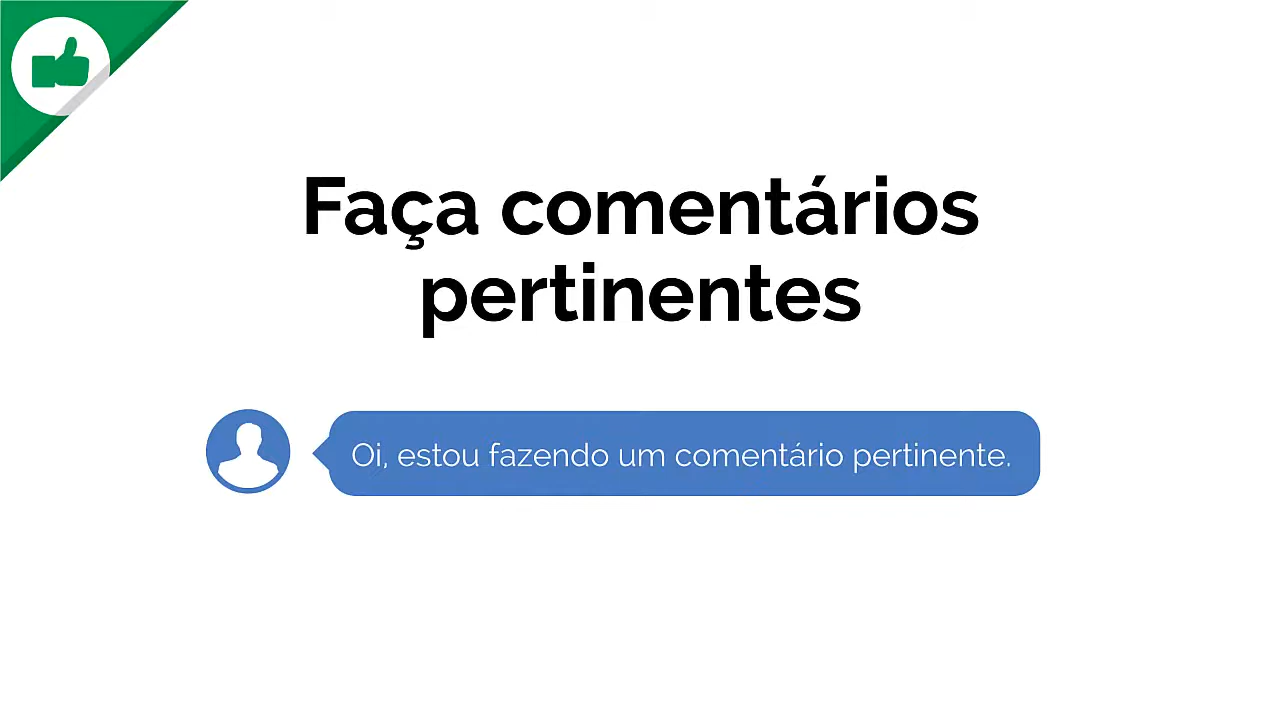 Faça comentários
pertinentes
Oi, estou fazendo um comentário pertinente.